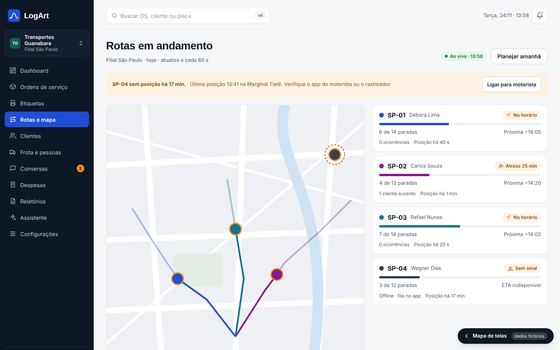 LogArt
TG
Transportes Guanabara
Filial São Paulo
Dashboard
Ordens de serviço
Etiquetas
Rotas e mapa
Clientes
Frota e pessoas
Conversas
2
Despesas
Relatórios
Assistente
Configurações
Buscar OS, cliente ou placa
⌘K
Terça, 24/11 · 13:58
Rotas em andamento
Filial São Paulo · hoje · atualiza a cada 60 s
Ao vivo · 13:58
Planejar amanhã
SP-04 sem posição há 17 min. Última posição 13:41 na Marginal Tietê. Verifique o app do motorista ou o rastreador.
Ligar para motorista
SP-01 Débora Lima
No horário
6 de 14 paradas
Próxima ~14:05
0 ocorrências · Posição há 40 s
SP-02 Carlos Souza
Atraso 25 min
4 de 13 paradas
Próxima ~14:20
1 cliente ausente · Posição há 1 min
SP-03 Rafael Nunes
No horário
7 de 14 paradas
Próxima ~14:02
0 ocorrências · Posição há 20 s
SP-04 Wagner Dias
Sem sinal
3 de 12 paradas
ETA indisponível
Offline · fila no app · Posição há 17 min
Mapa de telas
dados fictícios